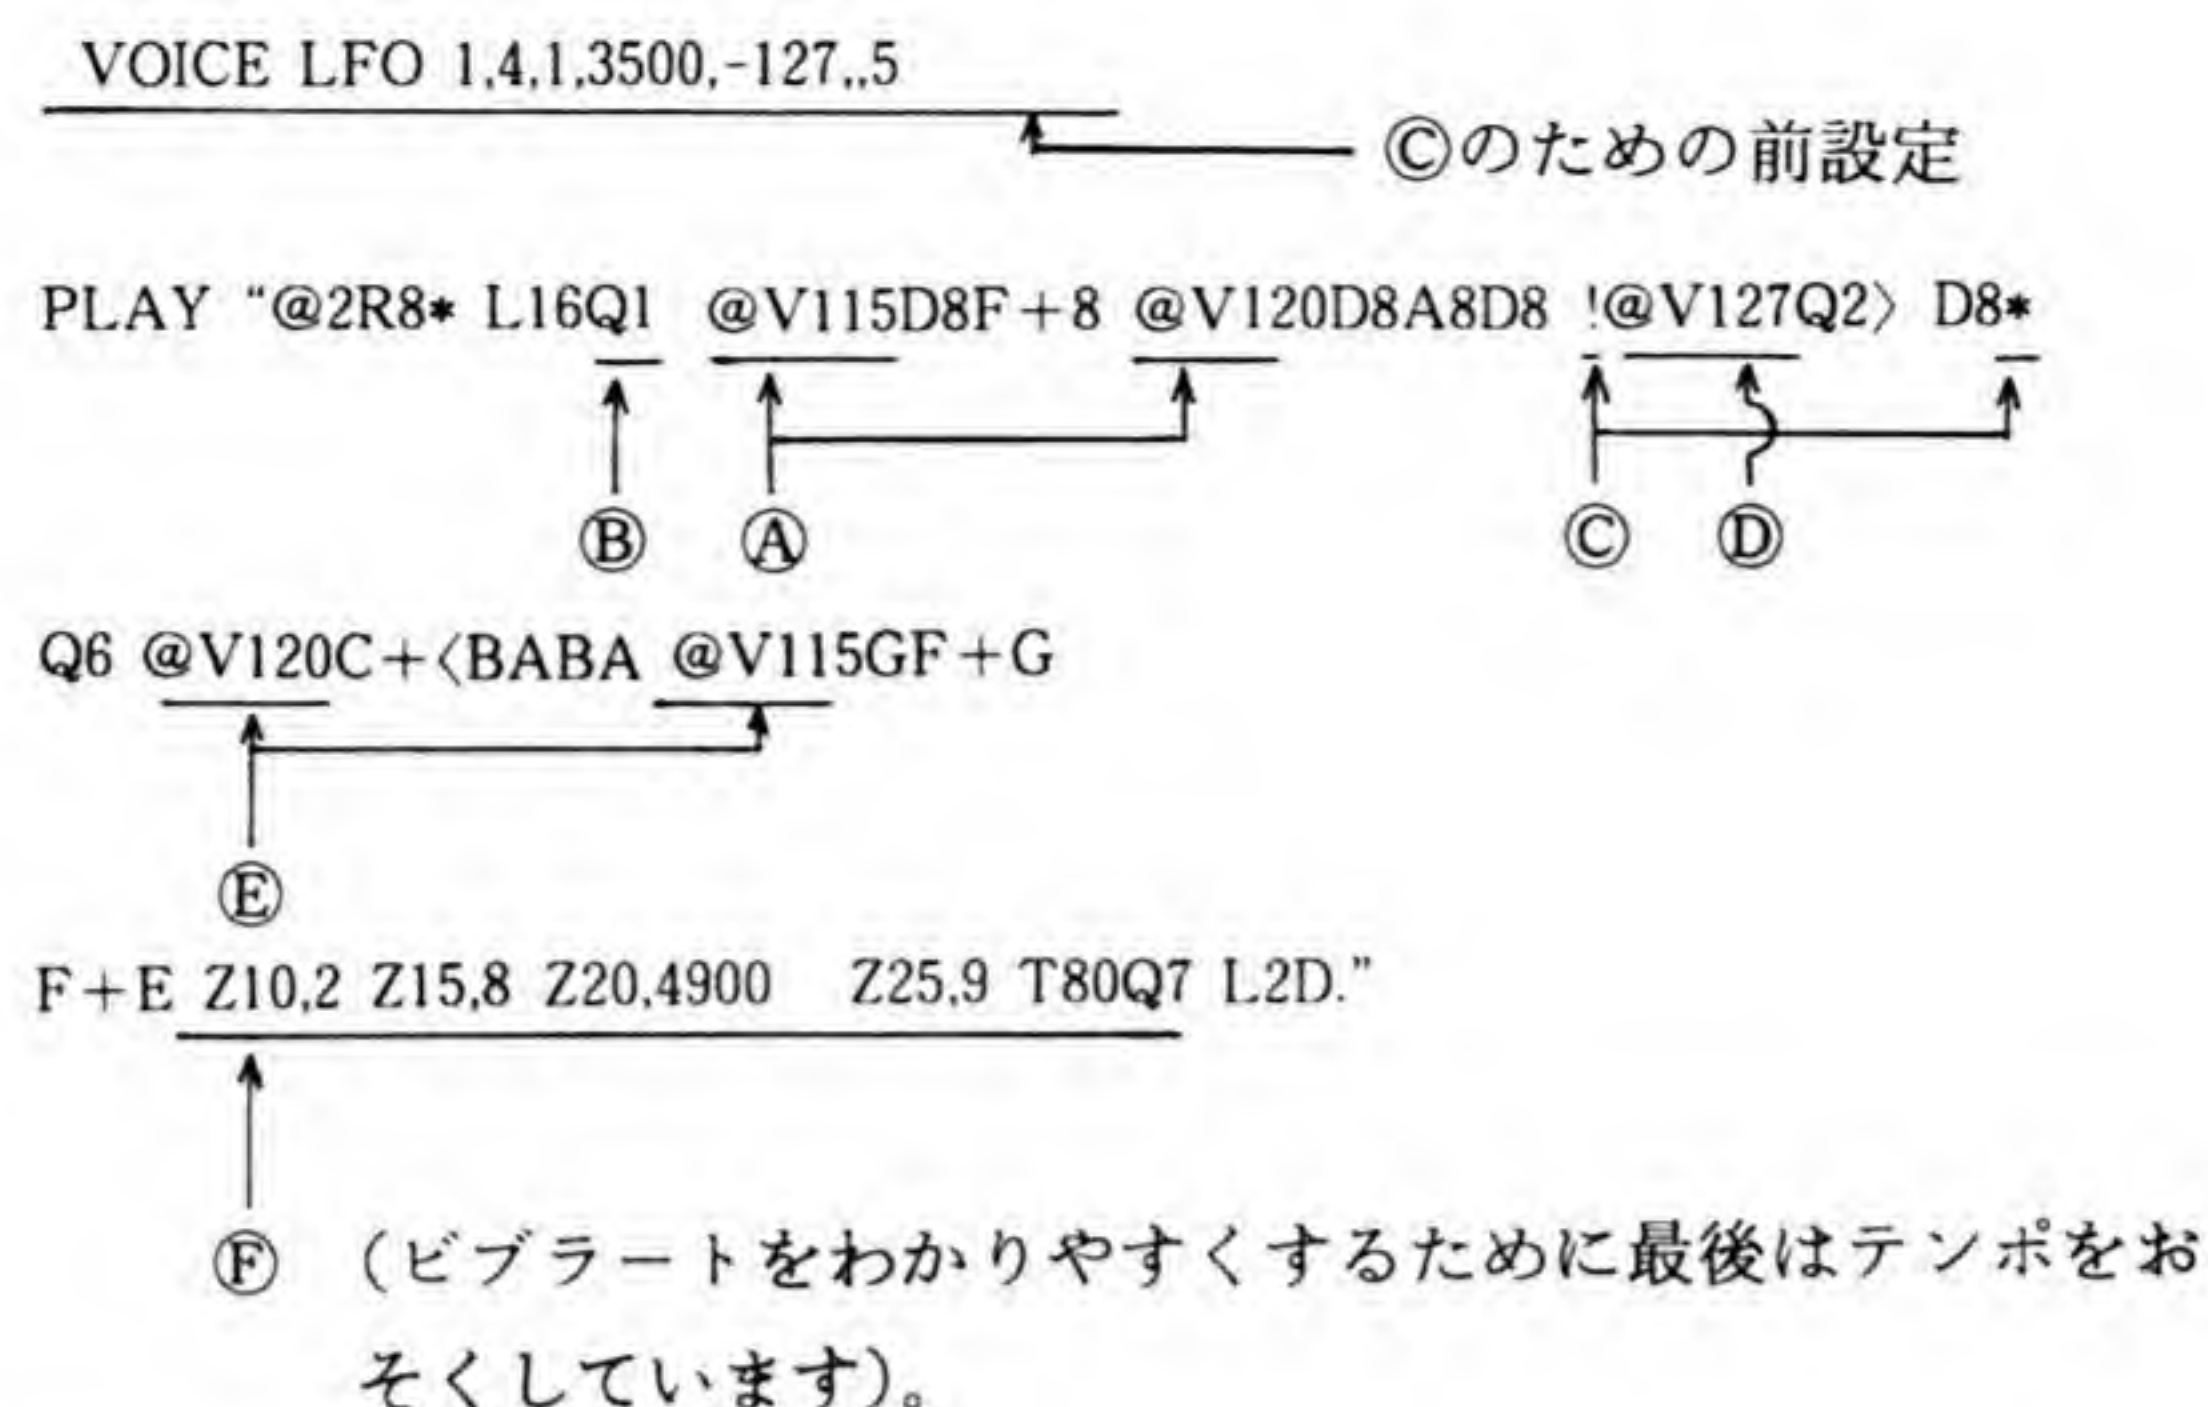 VOICE LFO 1,4,1,3500,-127,,5
Ⓒのための前設定
PLAY “@2R8* L16Q1 @V115D8F+8 @V120D8A8D8 !@V127Q2〉 D8*
Ⓑ Ⓐ Ⓒ Ⓓ
Q6 @V120C+〈BABA @V115GF+G
Ⓔ
F+E Z10,2 Z15,8 Z20,4900 Z25,9 T80Q7 L2D.”
Ⓕ （ビブラートをわかりやすくするために最後はテンポをお
そくしています）。